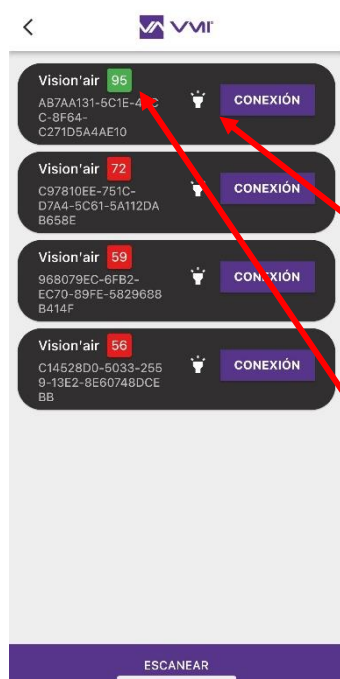 VMI
Vision'air 95
AB7AA131-5C1E-4
C-8F64-
C271D5A4AE10
CONEXIÓN
Vision'air 72
C97810EE-751C-
D7A4-5C61-5A112DA
B658E
CONEXIÓN
Vision'air 59
968079EC-6FB2-
EC70-89FE-5829688
B414F
CONEXIÓN
Vision'air 56
C14528D0-5033-255
9-13E2-8E60748DCE
BB
CONEXIÓN
ESCANEAR